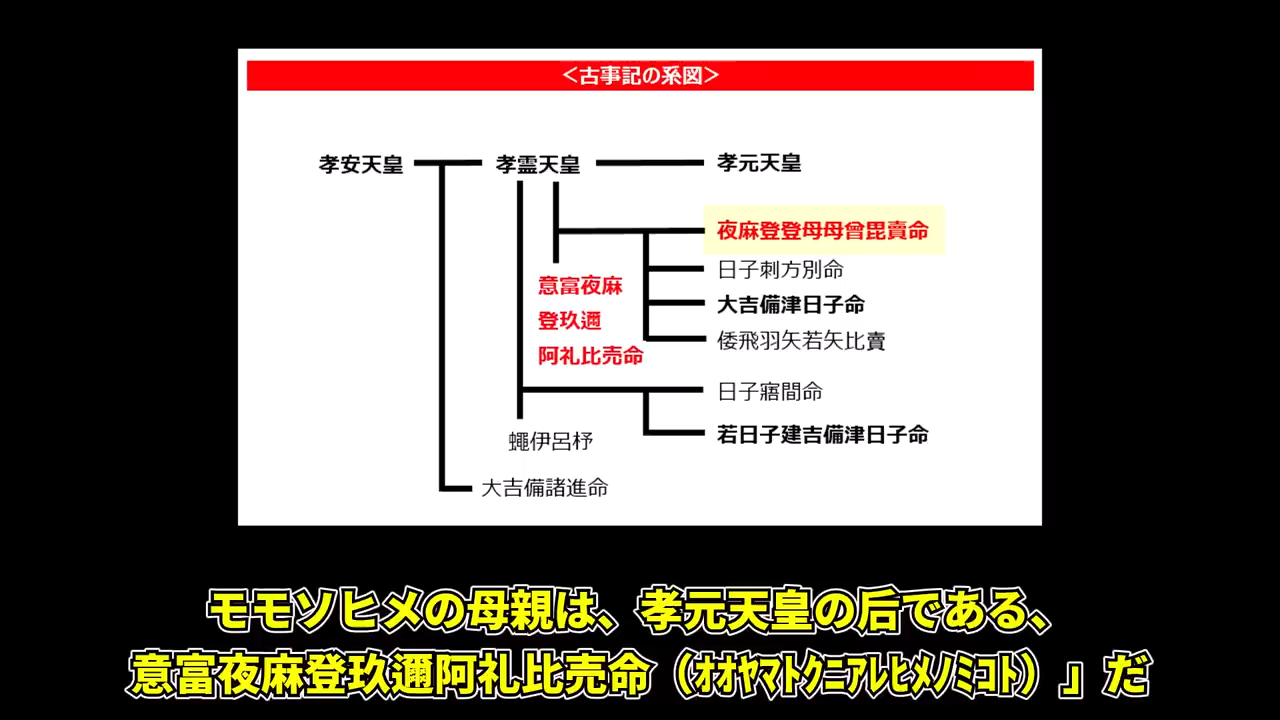 ＜古事記の系図＞
孝安天皇
孝霊天皇
孝元天皇
夜麻登登母母曾毘賣命
日子刺方別命
大吉備津日子命
倭飛羽矢若矢比賣
意富夜麻
登玖邇
阿礼比売命
日子寤間命
若日子建吉備津日子命
蠅伊呂杼
大吉備諸進命
モモソヒメの母親は、孝元天皇の后である、
意富夜麻登玖邇阿礼比売命（ｵｵﾔﾏﾄｸﾆｱﾚﾋﾒﾉﾐｺﾄ）」だ